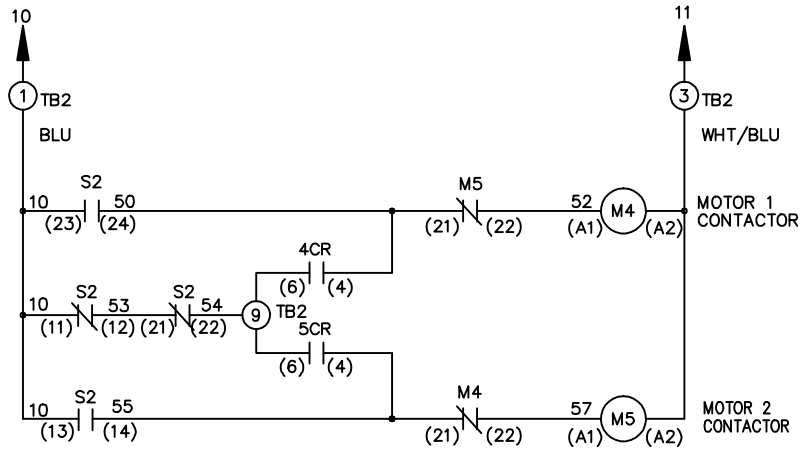 10 11
1 TB2 3 TB2
BLU WHT/BLU
S2 M5
10 50 52 M4 MOTOR 1
(23) (24) (21) (22) (A1) (A2) CONTACTOR
4CR
(6) (4)
10 S2 53 S2 54 9 TB2
(11) (12) (21) (22)
5CR
(6) (4)
S2 M4
10 55 57 M5 MOTOR 2
(13) (14) (21) (22) (A1) (A2) CONTACTOR